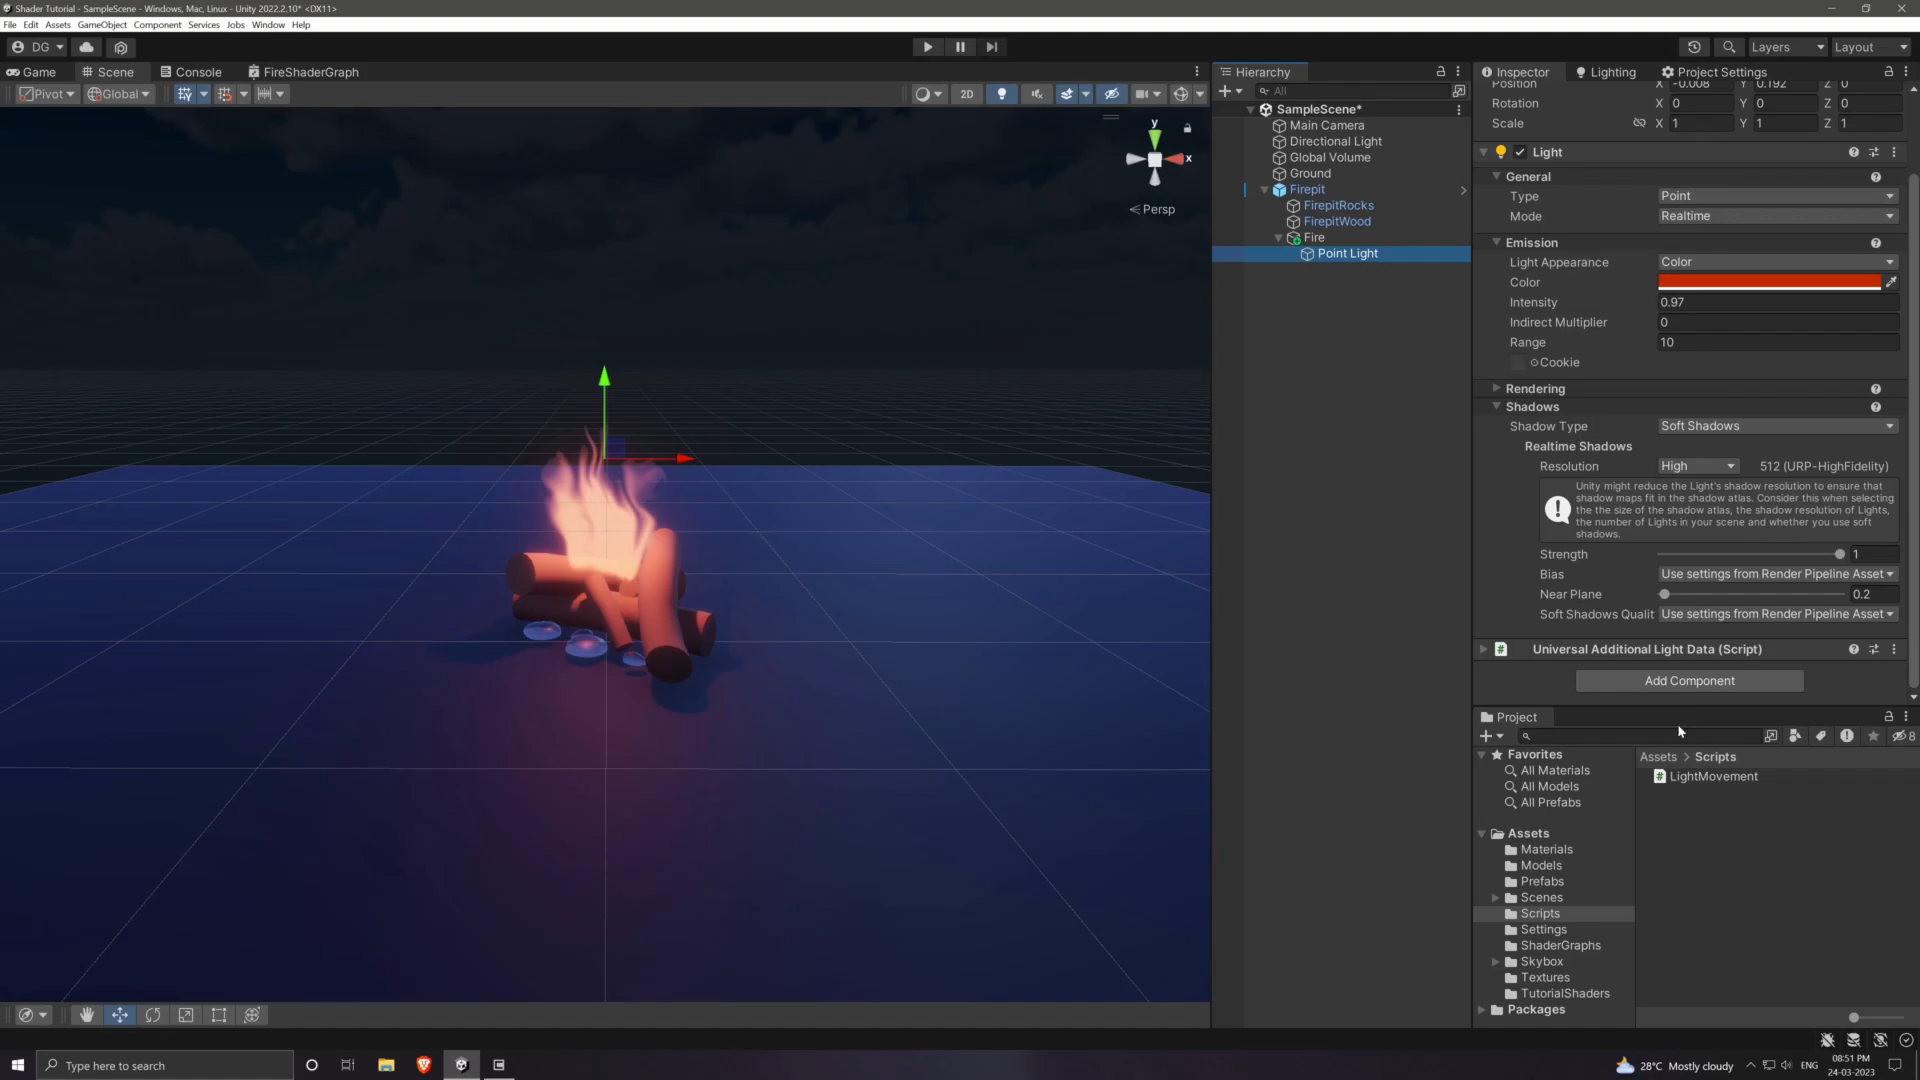 Shader Tutorial - SampleScene - Windows, Mac, Linux - Unity 2022.2.10* <DX11>
File Edit Assets GameObject Component Services Jobs Window Help
DG
Layers Layout
Game Scene Console FireShaderGraph
Pivot Global 2D
y
x
Persp
Hierarchy
All
SampleScene*
Main Camera
Directional Light
Global Volume
Ground
Firepit
FirepitRocks
FirepitWood
Fire
Point Light
Inspector Lighting Project Settings
Position X -0.008 Y 0.192 Z 0
Rotation X 0 Y 0 Z 0
Scale X 1 Y 1 Z 1
Light
General
Type Point
Mode Realtime
Emission
Light Appearance Color
Color
Intensity 0.97
Indirect Multiplier 0
Range 10
Cookie
Rendering
Shadows
Shadow Type Soft Shadows
Realtime Shadows
Resolution High 512 (URP-HighFidelity)
Unity might reduce the Light's shadow resolution to ensure that
shadow maps fit in the shadow atlas. Consider this when selecting
the the size of the shadow atlas, the shadow resolution of Lights,
the number of Lights in your scene and whether you use soft
shadows.
Strength 1
Bias Use settings from Render Pipeline Asset
Near Plane 0.2
Soft Shadows Qualit Use settings from Render Pipeline Asset
# Universal Additional Light Data (Script)
Add Component
Project
8
Favorites
All Materials
All Models
All Prefabs
Assets
Materials
Models
Prefabs
Scenes
Scripts
Settings
ShaderGraphs
Skybox
Textures
TutorialShaders
Packages
Assets > Scripts
# LightMovement
Type here to search
28°C Mostly cloudy
ENG
08:51 PM
24-03-2023